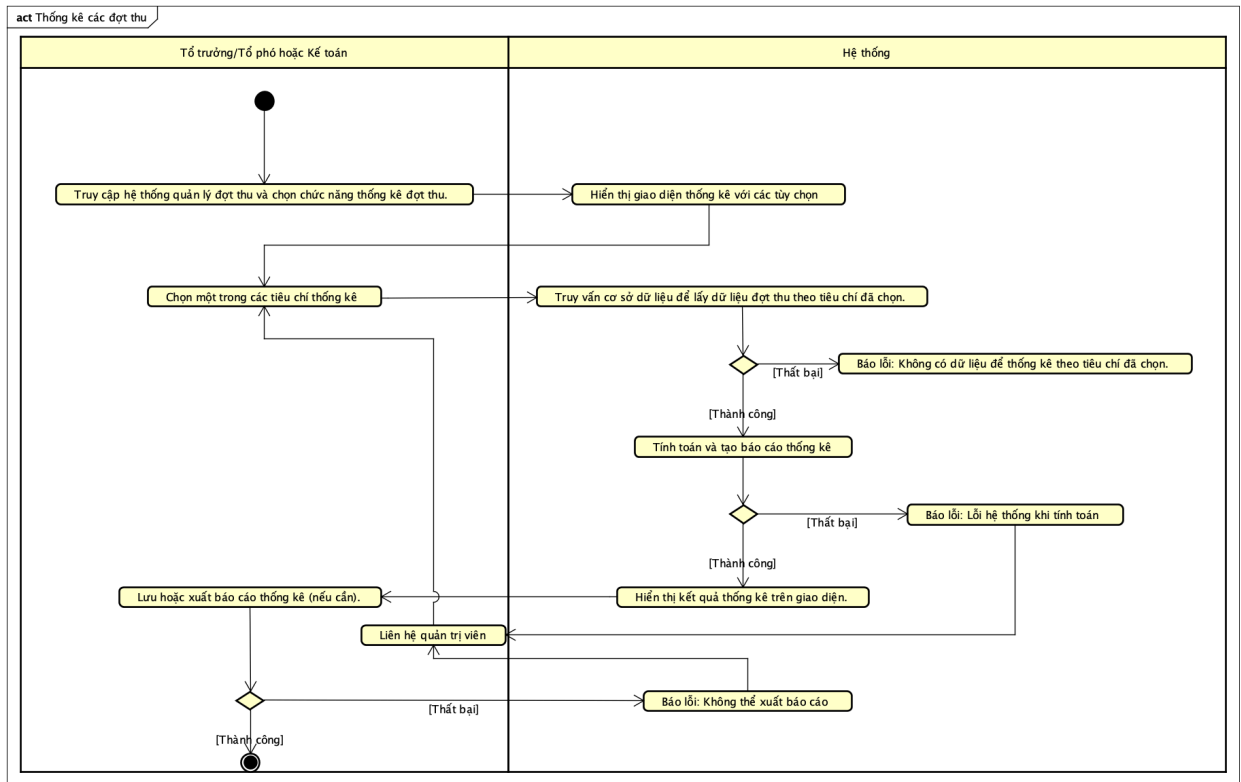 act Thống kê các đợt thu
Tổ trưởng/Tổ phó hoặc Kế toán
Hệ thống
Truy cập hệ thống quản lý đợt thu và chọn chức năng thống kê đợt thu.
Hiển thị giao diện thống kê với các tùy chọn
Chọn một trong các tiêu chí thống kê
Truy vấn cơ sở dữ liệu để lấy dữ liệu đợt thu theo tiêu chí đã chọn.
Báo lỗi: Không có dữ liệu để thống kê theo tiêu chí đã chọn.
[Thất bại]
[Thành công]
Tính toán và tạo báo cáo thống kê
Báo lỗi: Lỗi hệ thống khi tính toán
[Thất bại]
[Thành công]
Lưu hoặc xuất báo cáo thống kê (nếu cần).
Hiển thị kết quả thống kê trên giao diện.
Liên hệ quản trị viên
Báo lỗi: Không thể xuất báo cáo
[Thất bại]
[Thành công]